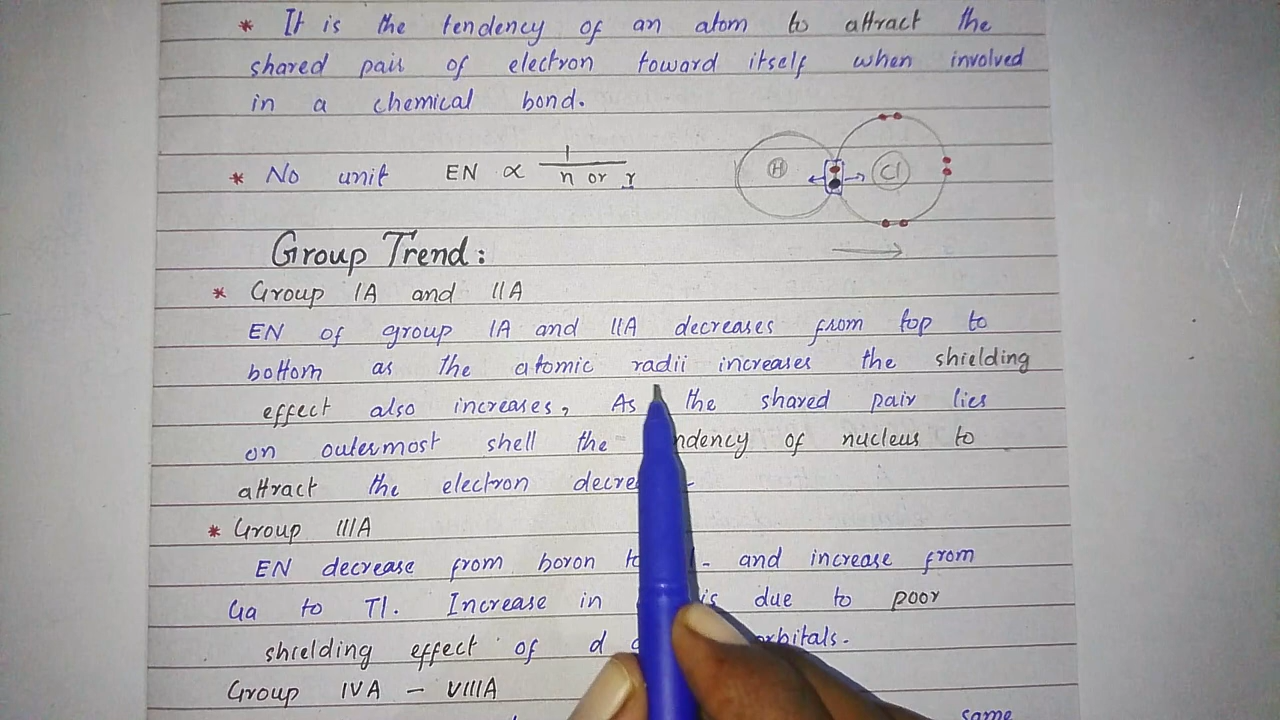 * It is the tendency of an atom to attract the
shared pair of electron toward itself when involved
in a chemical bond.
* No unit EN ∝ 1 / n or r
H Cl
Group Trend:
* Group IA and IIA
EN of group IA and IIA decreases from top to
bottom as the atomic radii increases the shielding
effect also increases, As the shared pair lies
on outermost shell the ndency of nucleus to
attract the electron decre
* Group IIIA
EN decrease from boron and increase from
Ga to Tl. Increase in is due to poor
shielding effect of d orbitals.
Group IVA - VIIIA
same